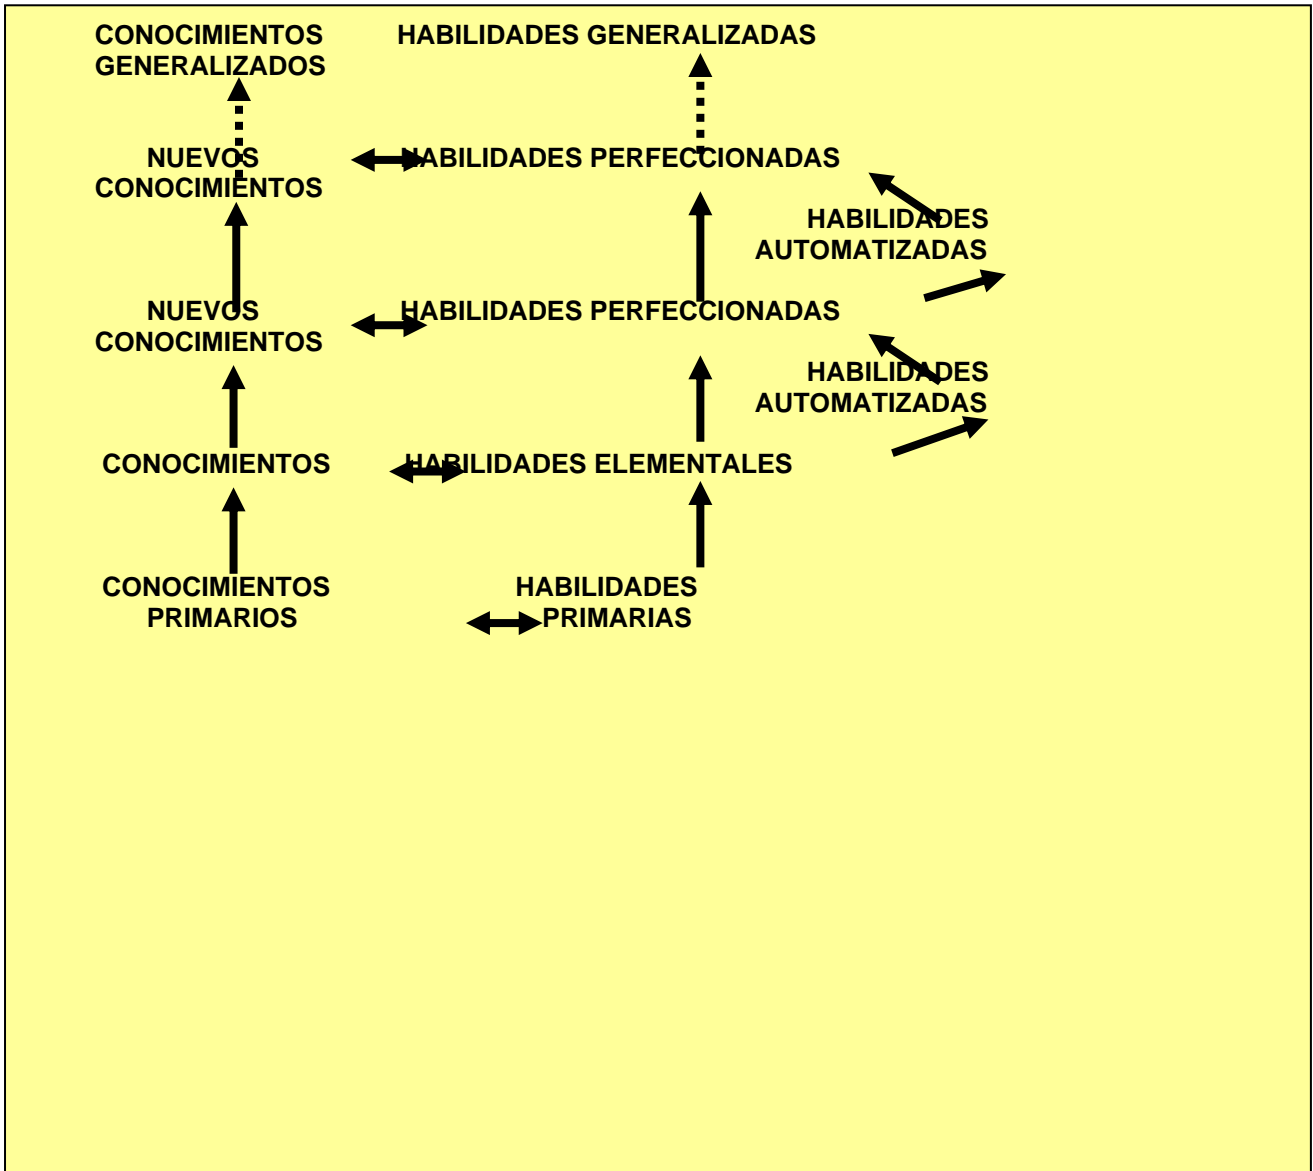 CONOCIMIENTOS HABILIDADES GENERALIZADAS
GENERALIZADOS
NUEVOS HABILIDADES PERFECCIONADAS
CONOCIMIENTOS
HABILIDADES
AUTOMATIZADAS
NUEVOS HABILIDADES PERFECCIONADAS
CONOCIMIENTOS
HABILIDADES
AUTOMATIZADAS
CONOCIMIENTOS HABILIDADES ELEMENTALES
CONOCIMIENTOS HABILIDADES
PRIMARIOS PRIMARIAS